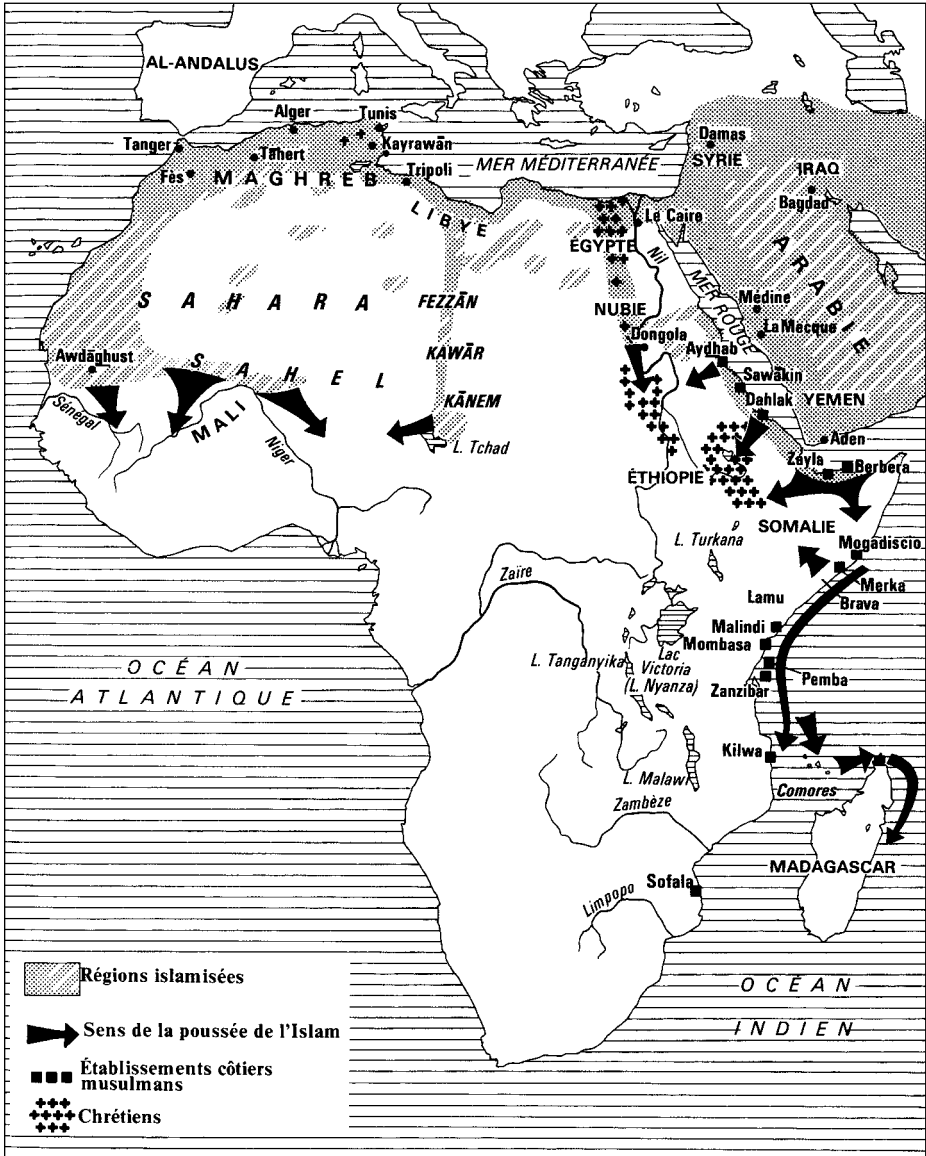 AL-ANDALUS
Alger
Tunis
Tanger
Tāhert
Kayrawān
Fès
MAGHREB
Tripoli
MER MÉDITERRANÉE
Damas
SYRIE
IRAQ
Bagdad
LIBYE
Le Caire
ÉGYPTE
Nil
ARABIE
SAHARA
FEZZĀN
NUBIE
MER ROUGE
Médine
La Mecque
Dongola
Aydhab
Awdāghust
SAHEL
KAWĀR
Sawākin
KĀNEM
Dahlak
YEMEN
Sénégal
MALI
Niger
L. Tchad
Aden
Zayla
Berbera
ÉTHIOPIE
SOMALIE
L. Turkana
Mogadiscio
Zaïre
Merka
Lamu
Brava
Malindi
Mombasa
L. Tanganyika
Lac
Victoria
(L. Nyanza)
Pemba
Zanzibar
OCÉAN
ATLANTIQUE
Kilwa
L. Malawi
Comores
Zambèze
MADAGASCAR
Sofala
Limpopo
OCÉAN
INDIEN
Régions islamisées
Sens de la poussée de l'Islam
Établissements côtiers
musulmans
Chrétiens